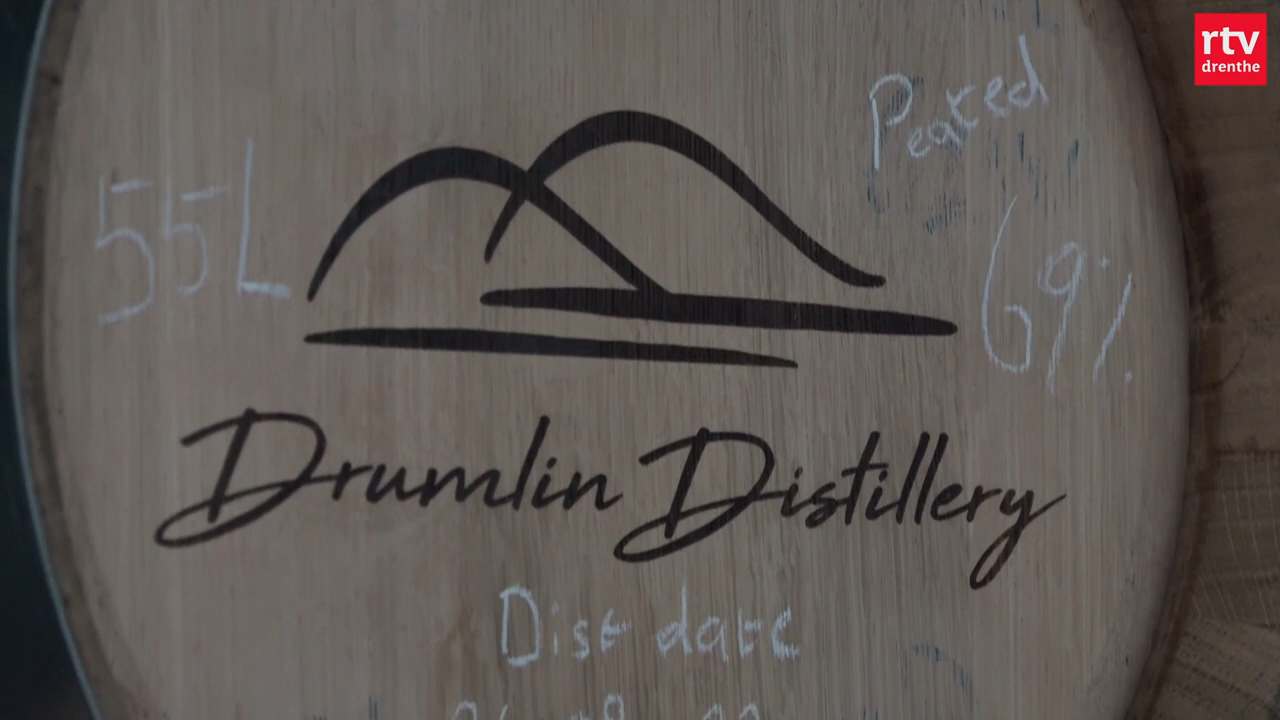 rtv
drenthe
Peated
55L
69%
Drumlin Distillery
Dist date